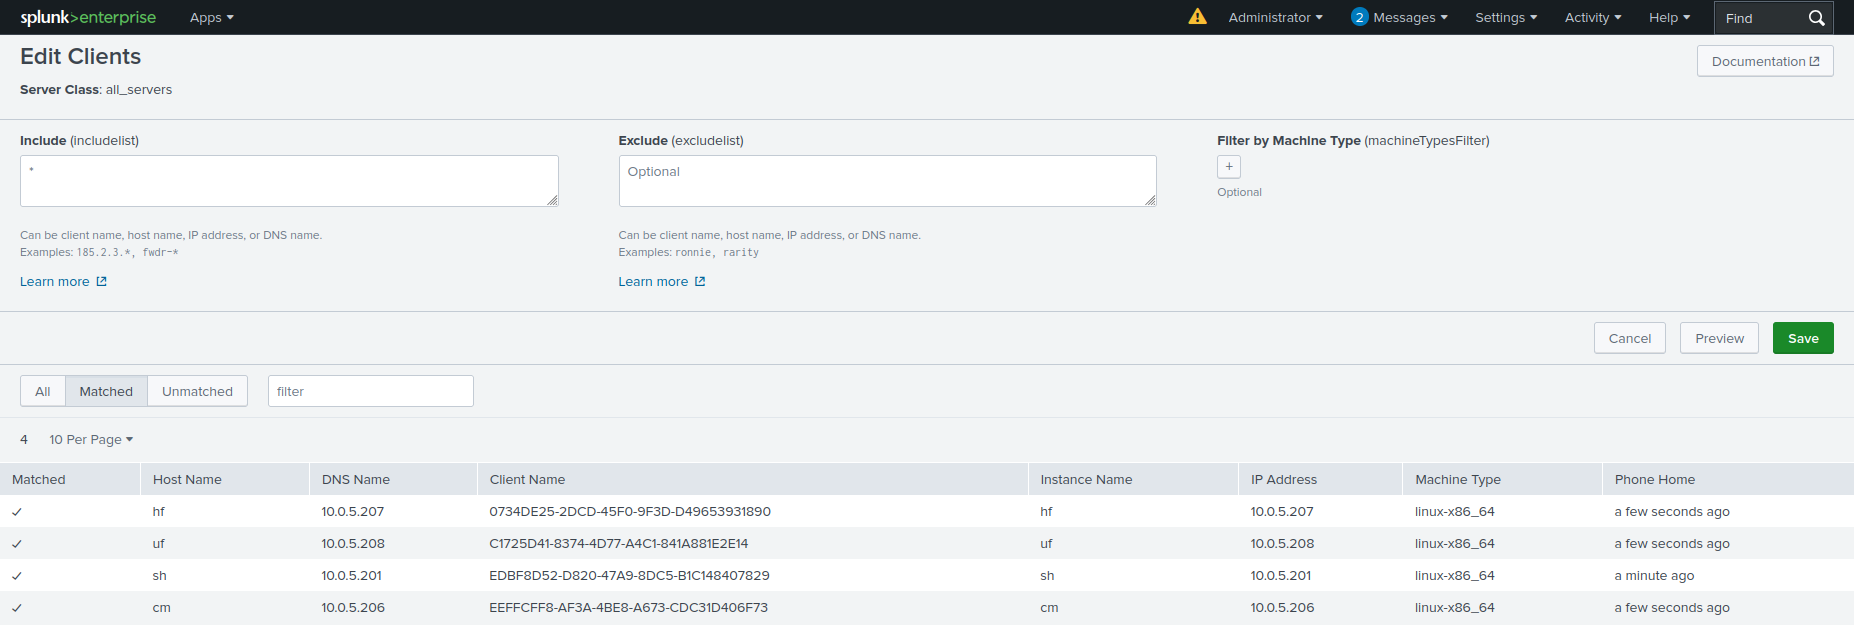 splunk>enterprise Apps Administrator 2 Messages Settings Activity Help Find
Edit Clients
Documentation
Server Class: all_servers
Include (includelist) Exclude (excludelist) Filter by Machine Type (machineTypesFilter)
* Optional +
Optional
Can be client name, host name, IP address, or DNS name. Can be client name, host name, IP address, or DNS name.
Examples: 185.2.3.*, fwdr-* Examples: ronnie, rarity
Learn more Learn more
Cancel Preview Save
All Matched Unmatched filter
4 10 Per Page
Matched Host Name DNS Name Client Name Instance Name IP Address Machine Type Phone Home
hf 10.0.5.207 0734DE25-2DCD-45F0-9F3D-D49653931890 hf 10.0.5.207 linux-x86_64 a few seconds ago
uf 10.0.5.208 C1725D41-8374-4D77-A4C1-841A881E2E14 uf 10.0.5.208 linux-x86_64 a few seconds ago
sh 10.0.5.201 EDBF8D52-D820-47A9-8DC5-B1C148407829 sh 10.0.5.201 linux-x86_64 a minute ago
cm 10.0.5.206 EEFFCFF8-AF3A-4BE8-A673-CDC31D406F73 cm 10.0.5.206 linux-x86_64 a few seconds ago